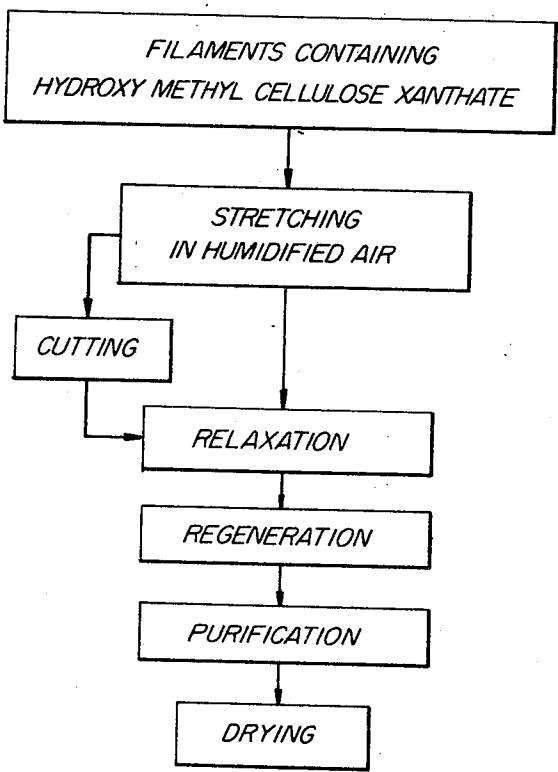 FILAMENTS CONTAINING
HYDROXY METHYL CELLULOSE XANTHATE
STRETCHING
IN HUMIDIFIED AIR
CUTTING
RELAXATION
REGENERATION
PURIFICATION
DRYING